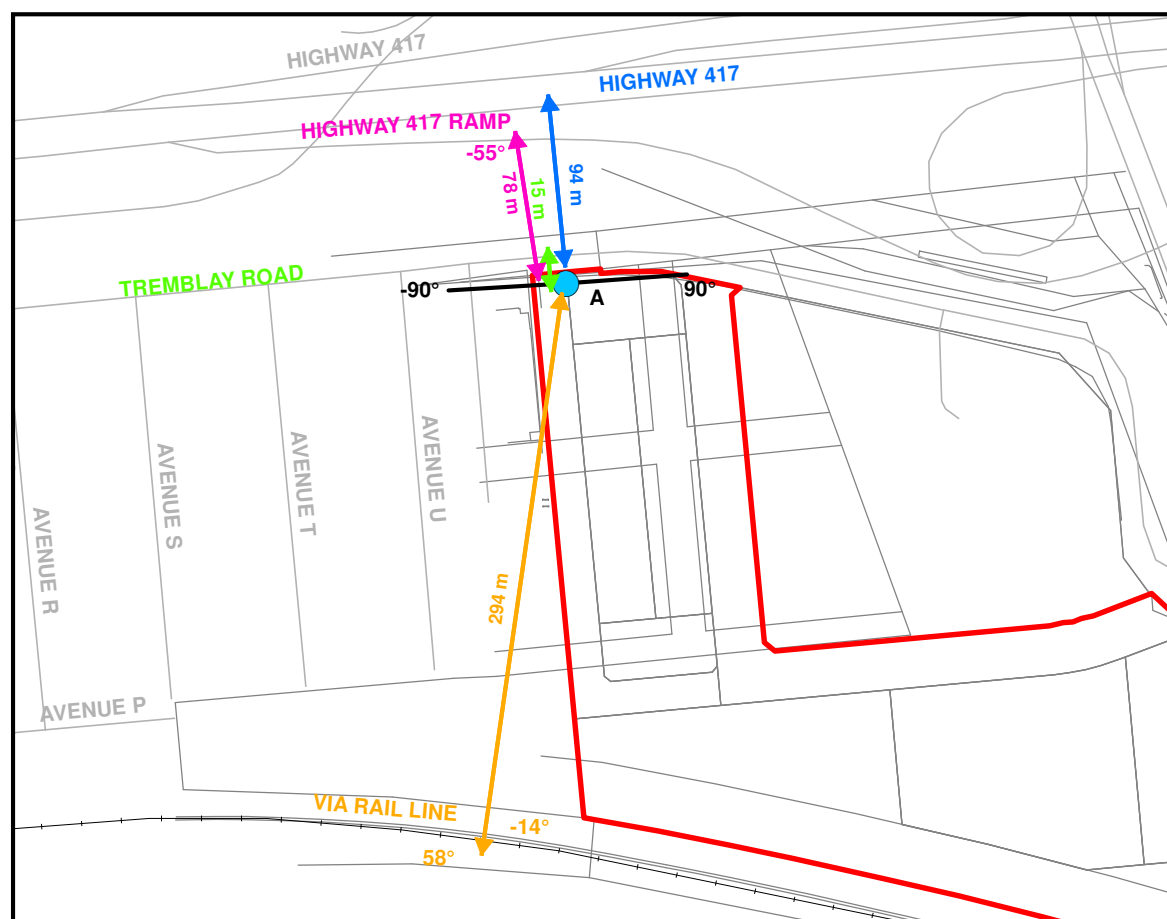 HIGHWAY 417
HIGHWAY 417
HIGHWAY 417 RAMP
-55°
78 m
15 m
94 m
TREMBLAY ROAD
-90°
90°
A
AVENUE R
AVENUE S
AVENUE T
AVENUE U
294 m
AVENUE P
VIA RAIL LINE
-14°
58°